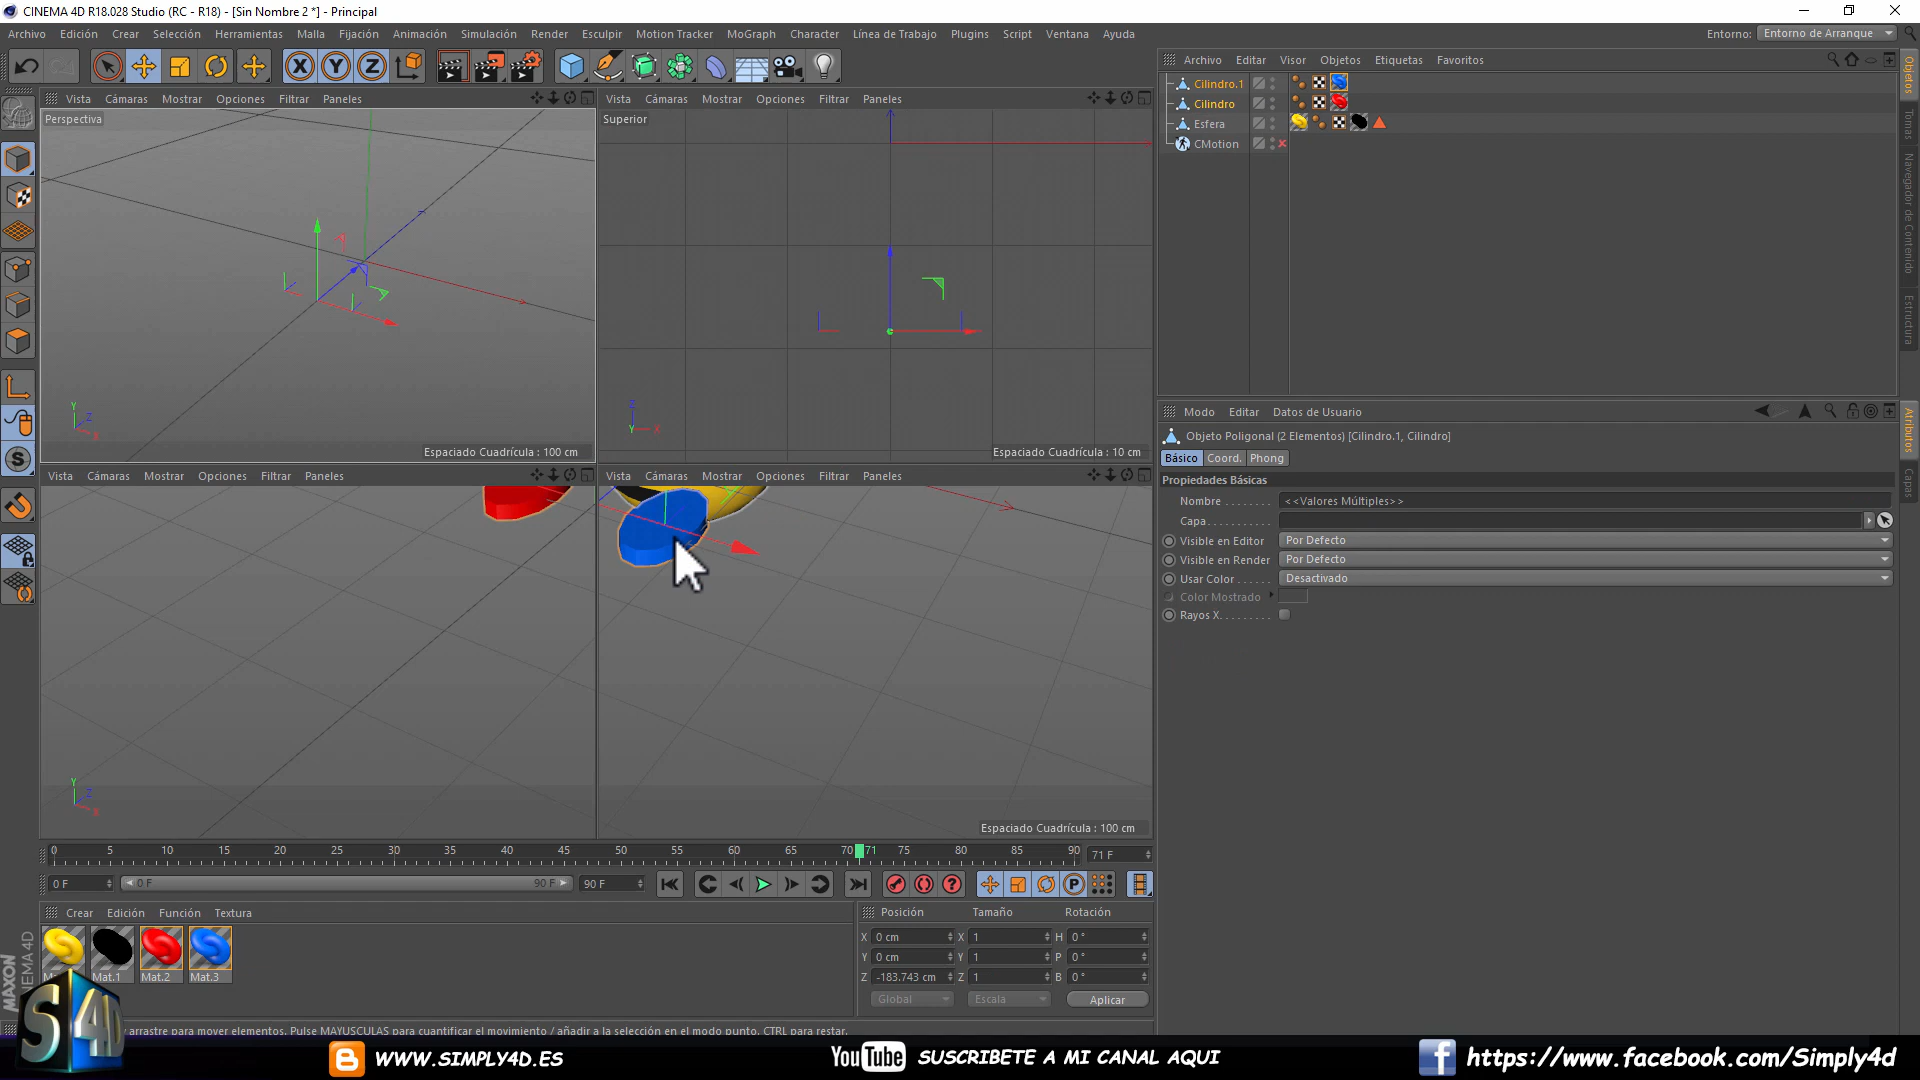 CINEMA 4D R18.028 Studio (RC - R18) - [Sin Nombre 2 *] - Principal
Archivo Edición Crear Selección Herramientas Malla Fijación Animación Simulación Render Esculpir Motion Tracker MoGraph Character Línea de Trabajo Plugins Script Ventana Ayuda Entorno: Entorno de Arranque
Archivo Editar Visor Objetos Etiquetas Favoritos
Cilindro.1
Cilindro
Esfera
CMotion
Objetos
Tomas
Navegador de Contenido
Estructura
Vista Cámaras Mostrar Opciones Filtrar Paneles
Perspectiva
Y
Z
X
Espaciado Cuadrícula : 100 cm
Vista Cámaras Mostrar Opciones Filtrar Paneles
Superior
Z
Y
X
Espaciado Cuadrícula : 10 cm
Vista Cámaras Mostrar Opciones Filtrar Paneles
Y
Z
X
Vista Cámaras Mostrar Opciones Filtrar Paneles
Espaciado Cuadrícula : 100 cm
Modo Editar Datos de Usuario
Objeto Poligonal (2 Elementos) [Cilindro.1, Cilindro]
Básico Coord. Phong
Propiedades Básicas
Nombre <<Valores Múltiples>>
Capa
Visible en Editor Por Defecto
Visible en Render Por Defecto
Usar Color Desactivado
Color Mostrado
Rayos X
Atributos
Capas
0 5 10 15 20 25 30 35 40 45 50 55 60 65 70 71 75 80 85 90 71 F
0 F 0 F 90 F 90 F
Crear Edición Función Textura
Mat.1 Mat.2 Mat.3
Posición Tamaño Rotación
X 0 cm X 1 H 0 °
Y 0 cm Y 1 P 0 °
Z -183.743 cm Z 1 B 0 °
Global Escala Aplicar
MAXON
CINEMA 4D
y arrastre para mover elementos. Pulse MAYUSCULAS para cuantificar el movimiento / añadir a la selección en el modo punto. CTRL para restar.
S4D
WWW.SIMPLY4D.ES
YouTube SUSCRIBETE A MI CANAL AQUI
https://www.facebook.com/Simply4d